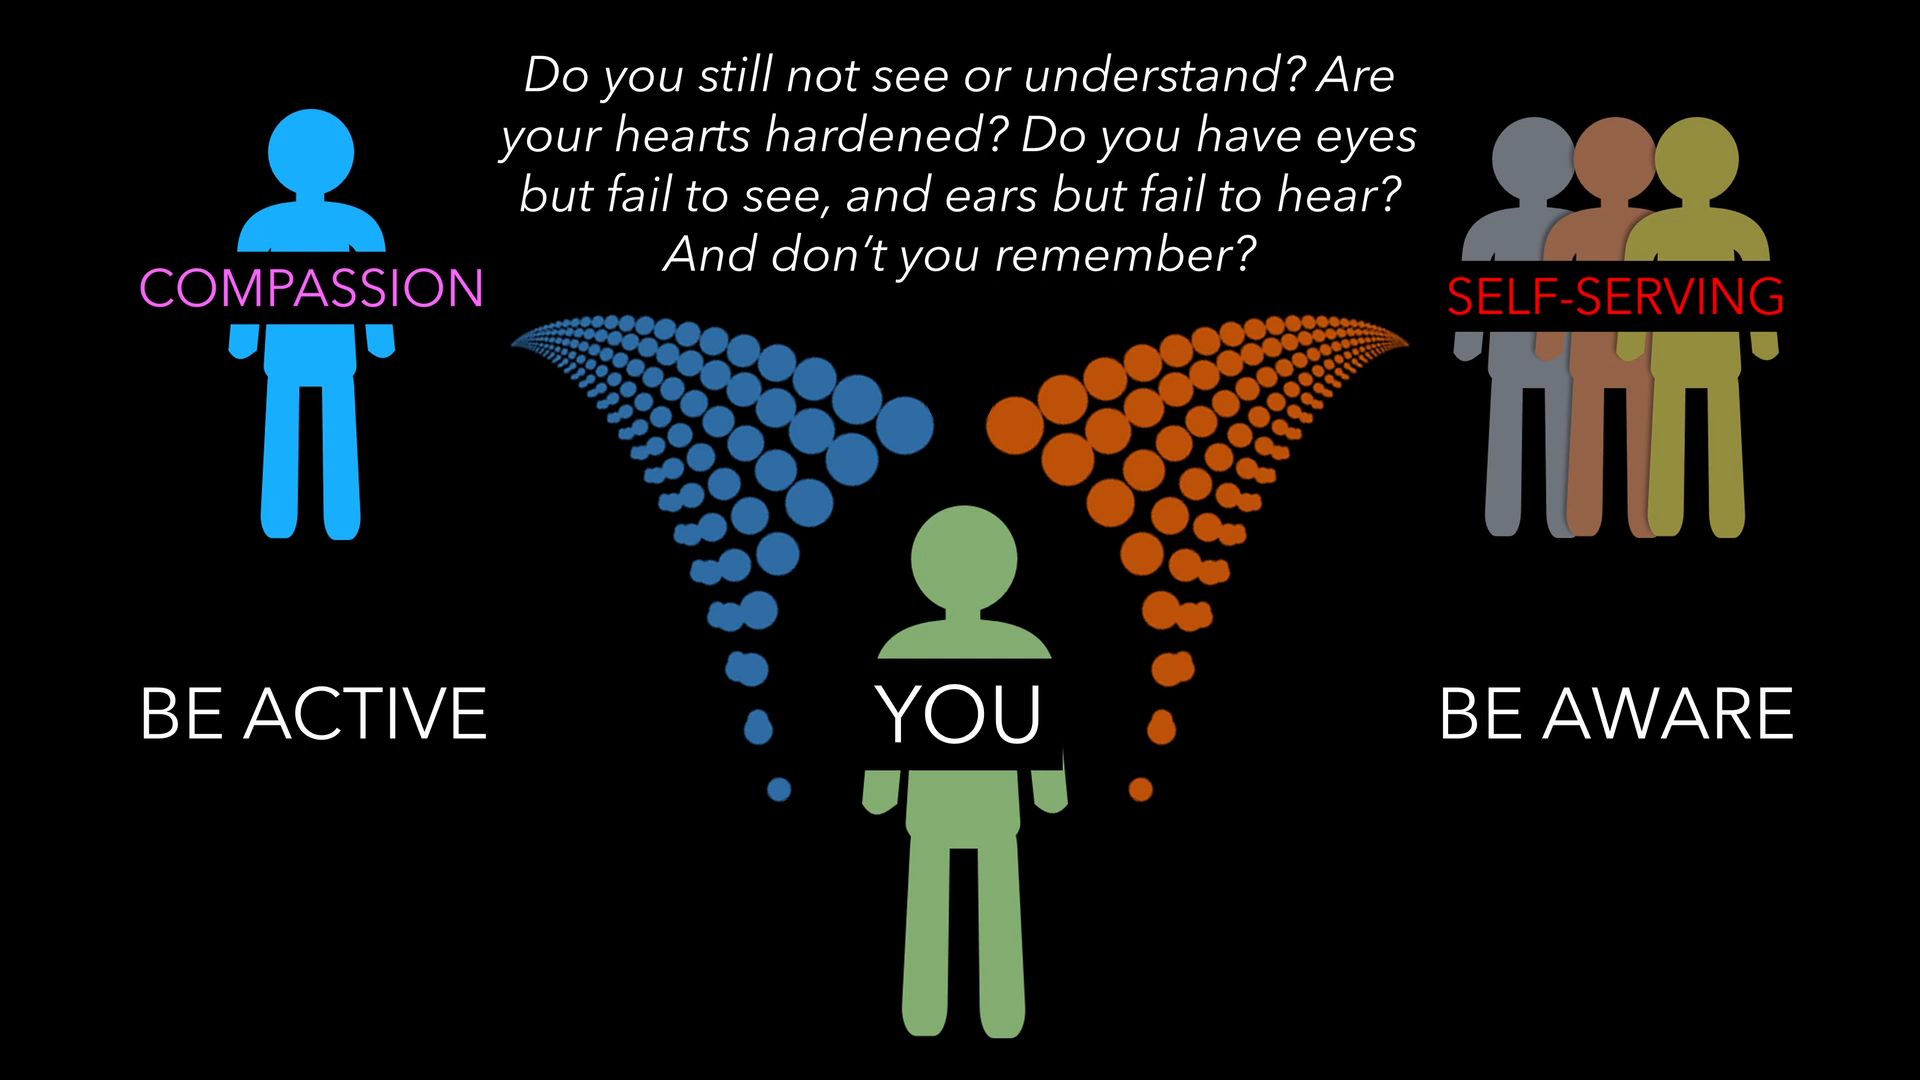 Do you still not see or understand? Are
your hearts hardened? Do you have eyes
but fail to see, and ears but fail to hear?
And don’t you remember?
COMPASSION
SELF-SERVING
BE ACTIVE
YOU
BE AWARE